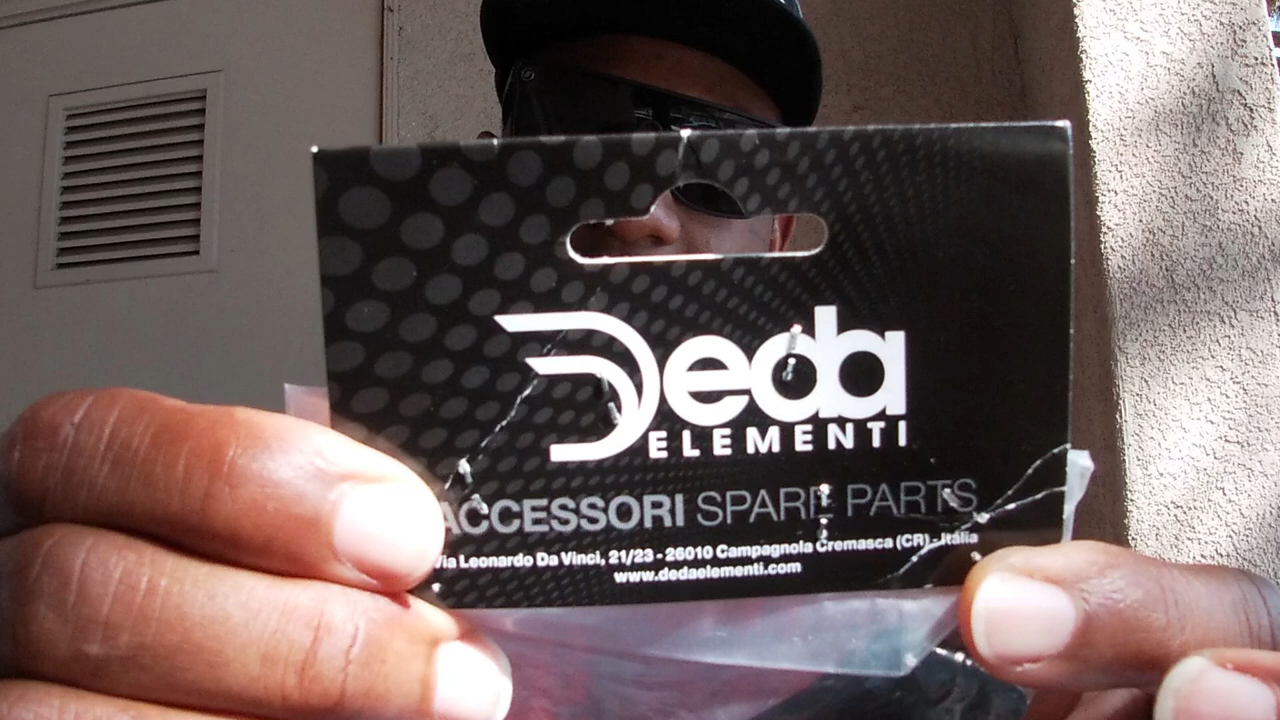 Deda
ELEMENTI
ACCESSORI SPARE PARTS
Via Leonardo Da Vinci, 21/23 - 26010 Campagnola Cremasca (CR) - Italia
www.dedaelementi.com